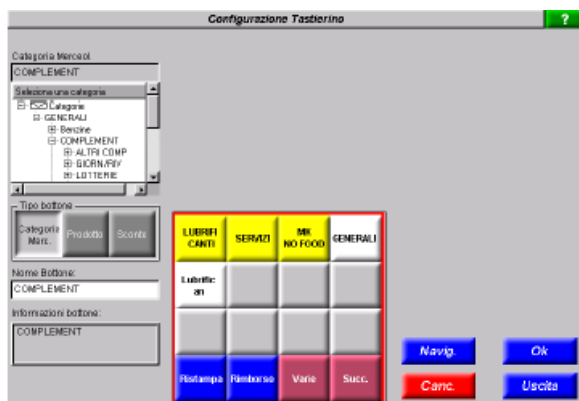 Configurazione Tastierino
?
Categoria Merceol.
COMPLEMENT
Seleziona una categoria
Categorie
GENERALI
Benzine
COMPLEMENT
ALTRI COMP
GIORN/RIV
LOTTERIE
Tipo bottone
Categoria
Merc.
Prodotto
Sconto
Nome Bottone:
COMPLEMENT
Informazioni bottone:
COMPLEMENT
LUBRIFI
CANTI
SERVIZI
MK
NO FOOD
GENERALI
Lubrific
an
Ristampa
Rimborso
Varie
Succ.
Navig.
Ok
Canc.
Uscita